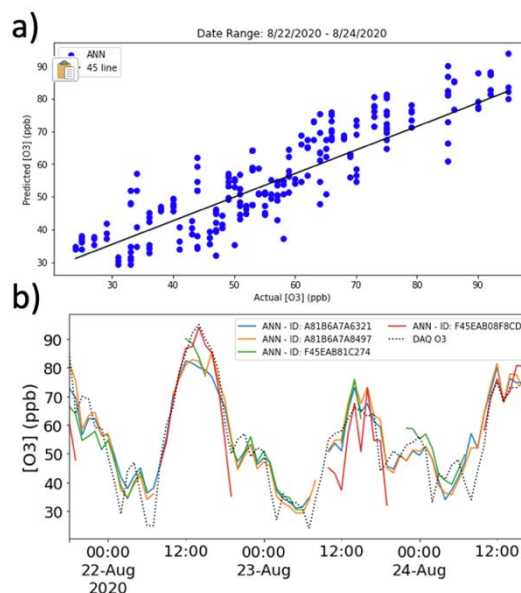 a)
Date Range: 8/22/2020 - 8/24/2020
ANN
45 line
90
80
70
60
50
40
30
Predicted [O3] (ppb)
30 40 50 60 70 80 90
Actual [O3] (ppb)
b)
ANN - ID: A81B6A7A6321
ANN - ID: A81B6A7A8497
ANN - ID: F45EAB81C274
ANN - ID: F45EAB08F8CD
DAQ O3
90
80
70
60
50
40
30
[O3] (ppb)
00:00 12:00 00:00 12:00 00:00 12:00
22-Aug 23-Aug 24-Aug
2020